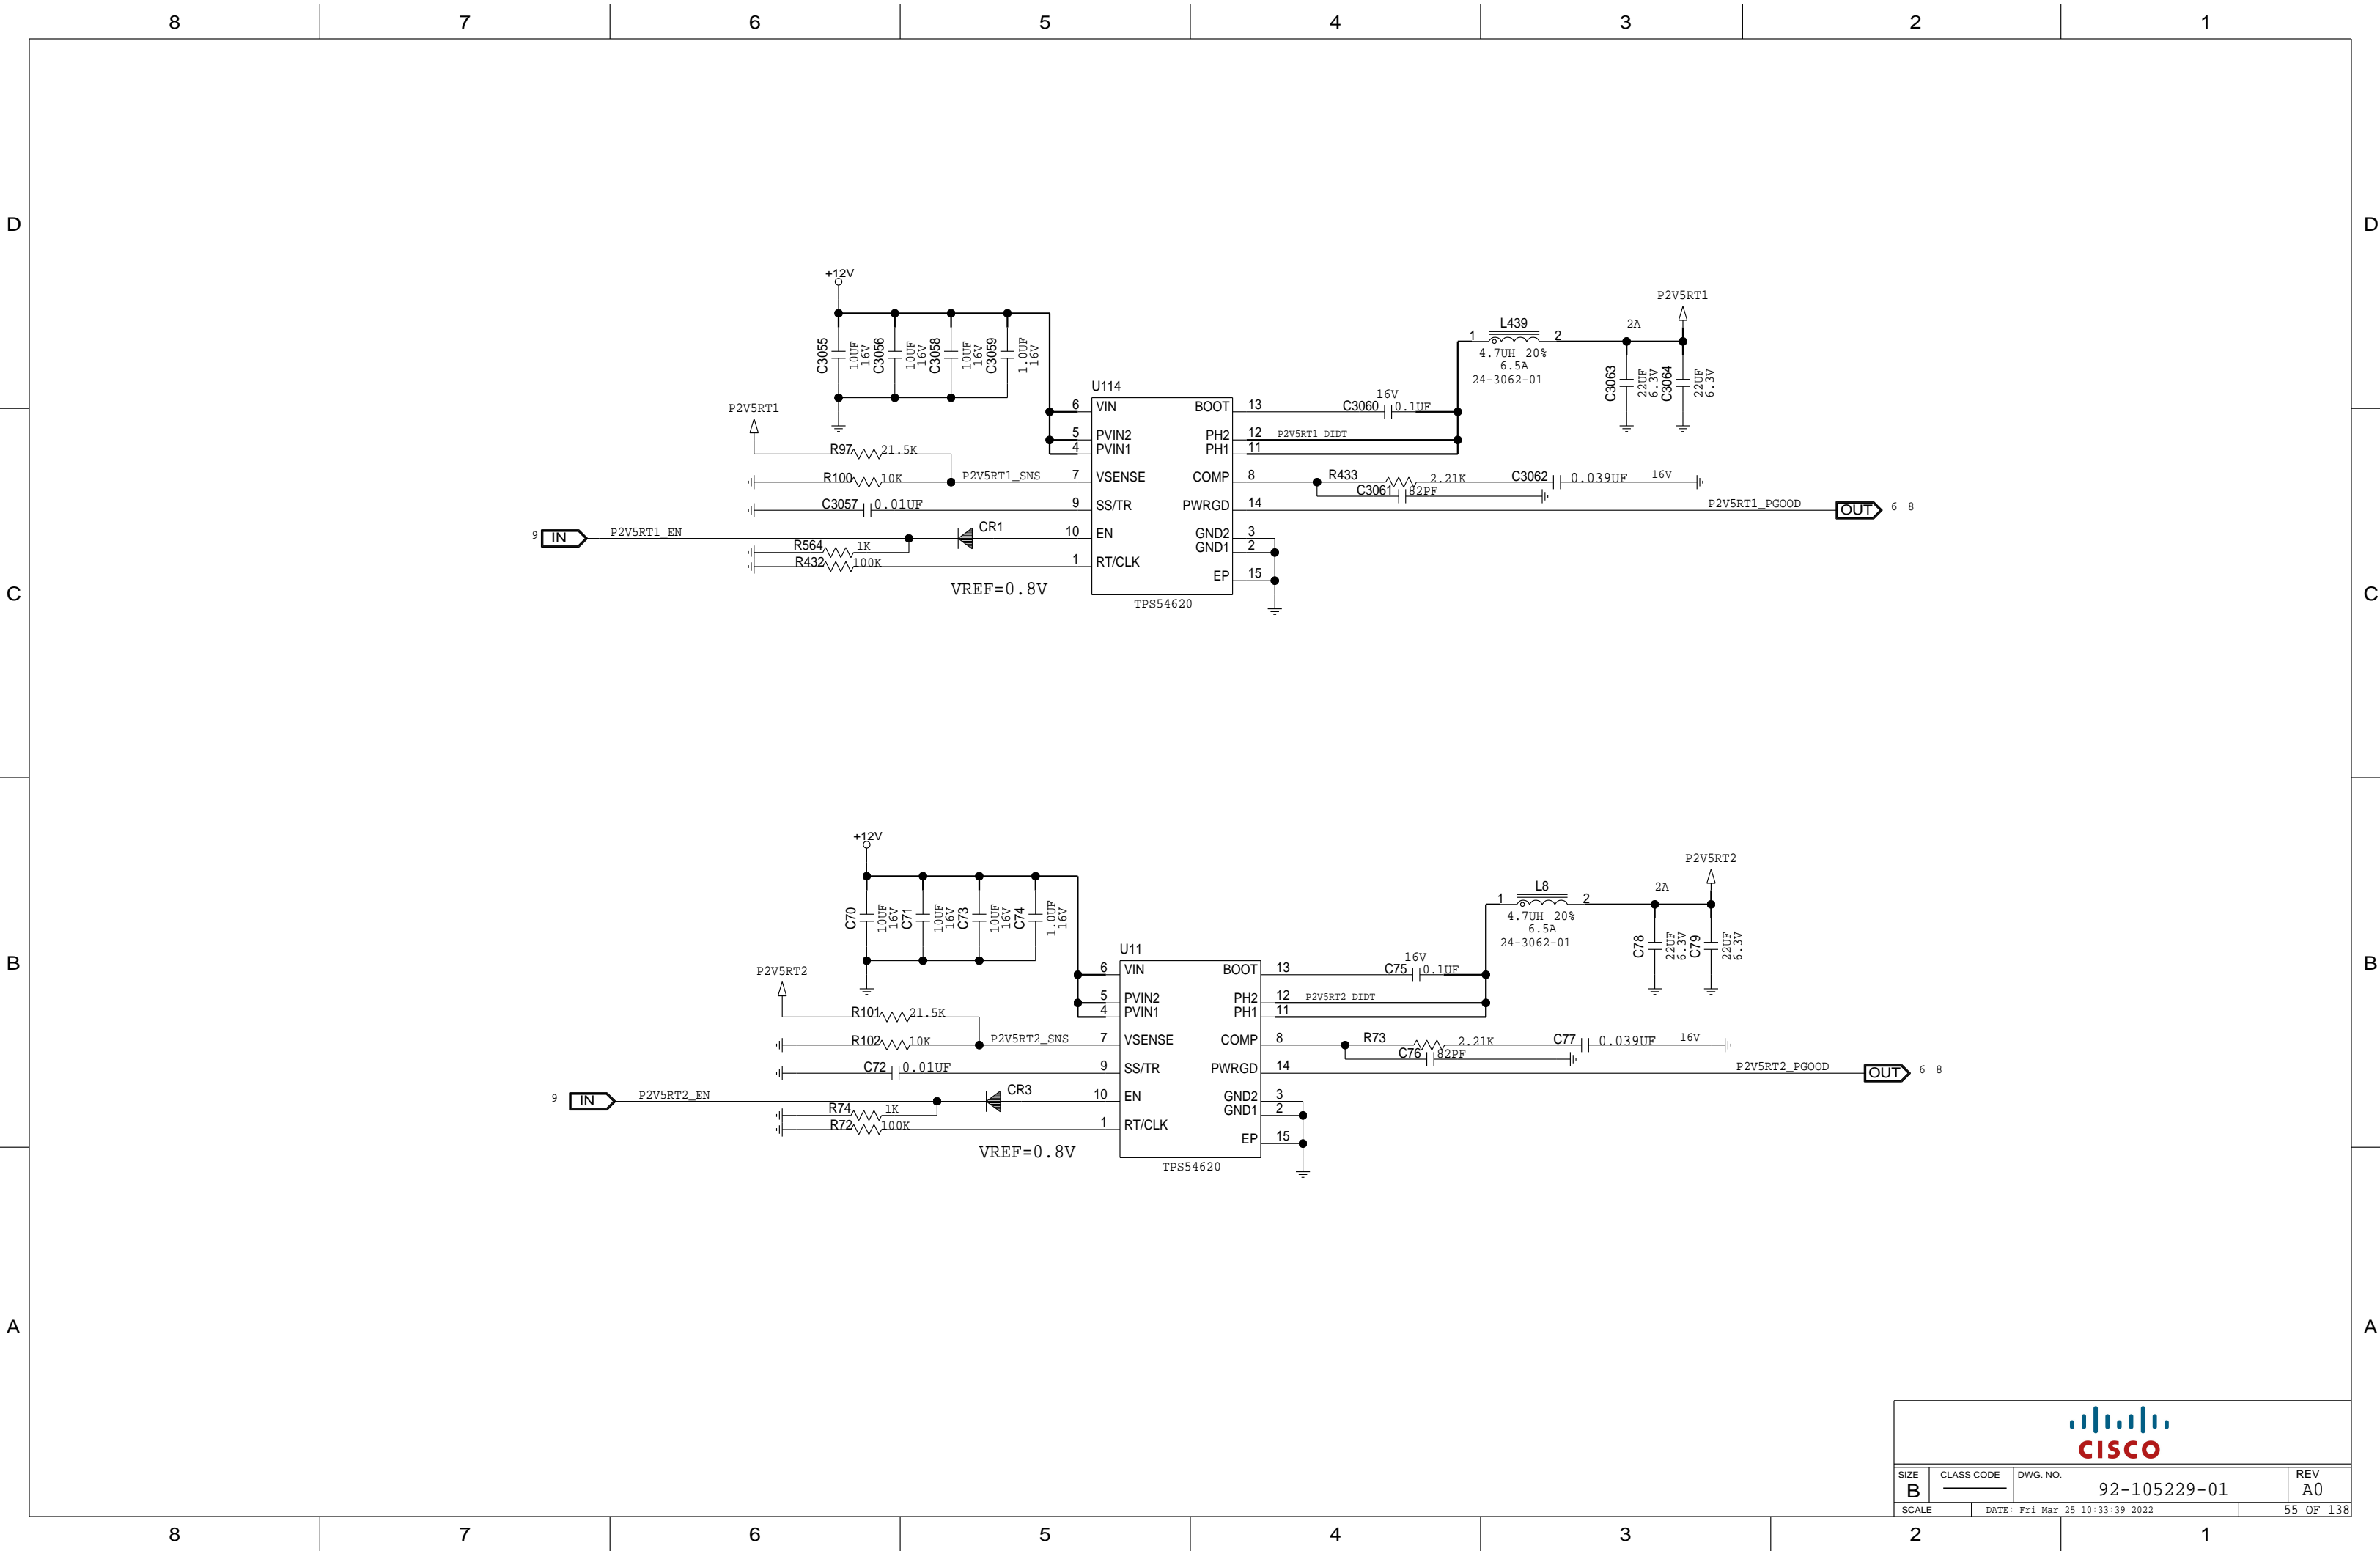 8 7 6 5 4 3 2 1
D D
+12V
P2V5RT1
L439
2A
1 2
4.7UH 20%
6.5A
24-3062-01
C3055 10UF 16V
C3056 10UF 16V
C3058 10UF 16V
C3059 1.0UF 16V
C3063 22UF 6.3V
C3064 22UF 6.3V
U114
P2V5RT1
6 VIN BOOT 13
C3060 16V 0.1UF
5 PVIN2 PH2 12 P2V5RT1_DIDT
4 PVIN1 PH1 11
R97 21.5K
R100 10K P2V5RT1_SNS 7 VSENSE COMP 8 R433 2.21K C3062 0.039UF 16V
C3061 82PF
C3057 0.01UF 9 SS/TR PWRGD 14 P2V5RT1_PGOOD OUT 6 8
9 IN P2V5RT1_EN CR1 10 EN GND2 3
GND1 2
R564 1K
R432 100K 1 RT/CLK
EP 15
VREF=0.8V
TPS54620
C C
+12V
P2V5RT2
L8
2A
1 2
4.7UH 20%
6.5A
24-3062-01
C70 10UF 16V
C71 10UF 16V
C73 10UF 16V
C74 1.0UF 16V
C78 22UF 6.3V
C79 22UF 6.3V
U11
B B
P2V5RT2
6 VIN BOOT 13
C75 16V 0.1UF
5 PVIN2 PH2 12 P2V5RT2_DIDT
4 PVIN1 PH1 11
R101 21.5K
R102 10K P2V5RT2_SNS 7 VSENSE COMP 8 R73 2.21K C77 0.039UF 16V
C76 82PF
C72 0.01UF 9 SS/TR PWRGD 14 P2V5RT2_PGOOD OUT 6 8
9 IN P2V5RT2_EN CR3 10 EN GND2 3
GND1 2
R74 1K
R72 100K 1 RT/CLK
EP 15
VREF=0.8V
TPS54620
A A
CISCO
SIZE B
CLASS CODE
DWG. NO. 92-105229-01
REV A0
SCALE
DATE: Fri Mar 25 10:33:39 2022
55 OF 138
8 7 6 5 4 3 2 1